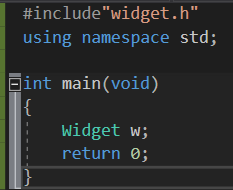 #include"widget.h"
using namespace std;
int main(void)
{
    Widget w;
    return 0;
}